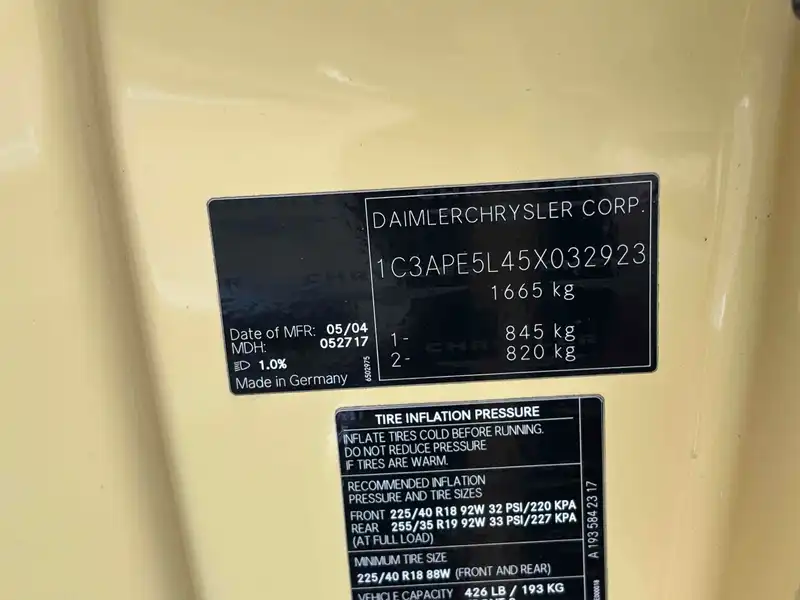 DAIMLERCHRYSLER CORP.
1C3APE5L45X032923
1665 kg
1- 845 kg
2- 820 kg
Date of MFR: 05/04
MDH: 052717
1.0%
Made in Germany
6502975
TIRE INFLATION PRESSURE
INFLATE TIRES COLD BEFORE RUNNING.
DO NOT REDUCE PRESSURE
IF TIRES ARE WARM.
RECOMMENDED INFLATION
PRESSURE AND TIRE SIZES
FRONT 225/40 R18 92W 32 PSI/220 KPA
REAR 255/35 R19 92W 33 PSI/227 KPA
(AT FULL LOAD)
MINIMUM TIRE SIZE
225/40 R18 88W (FRONT AND REAR)
VEHICLE CAPACITY 426 LB / 193 KG
A 193 584 23 17